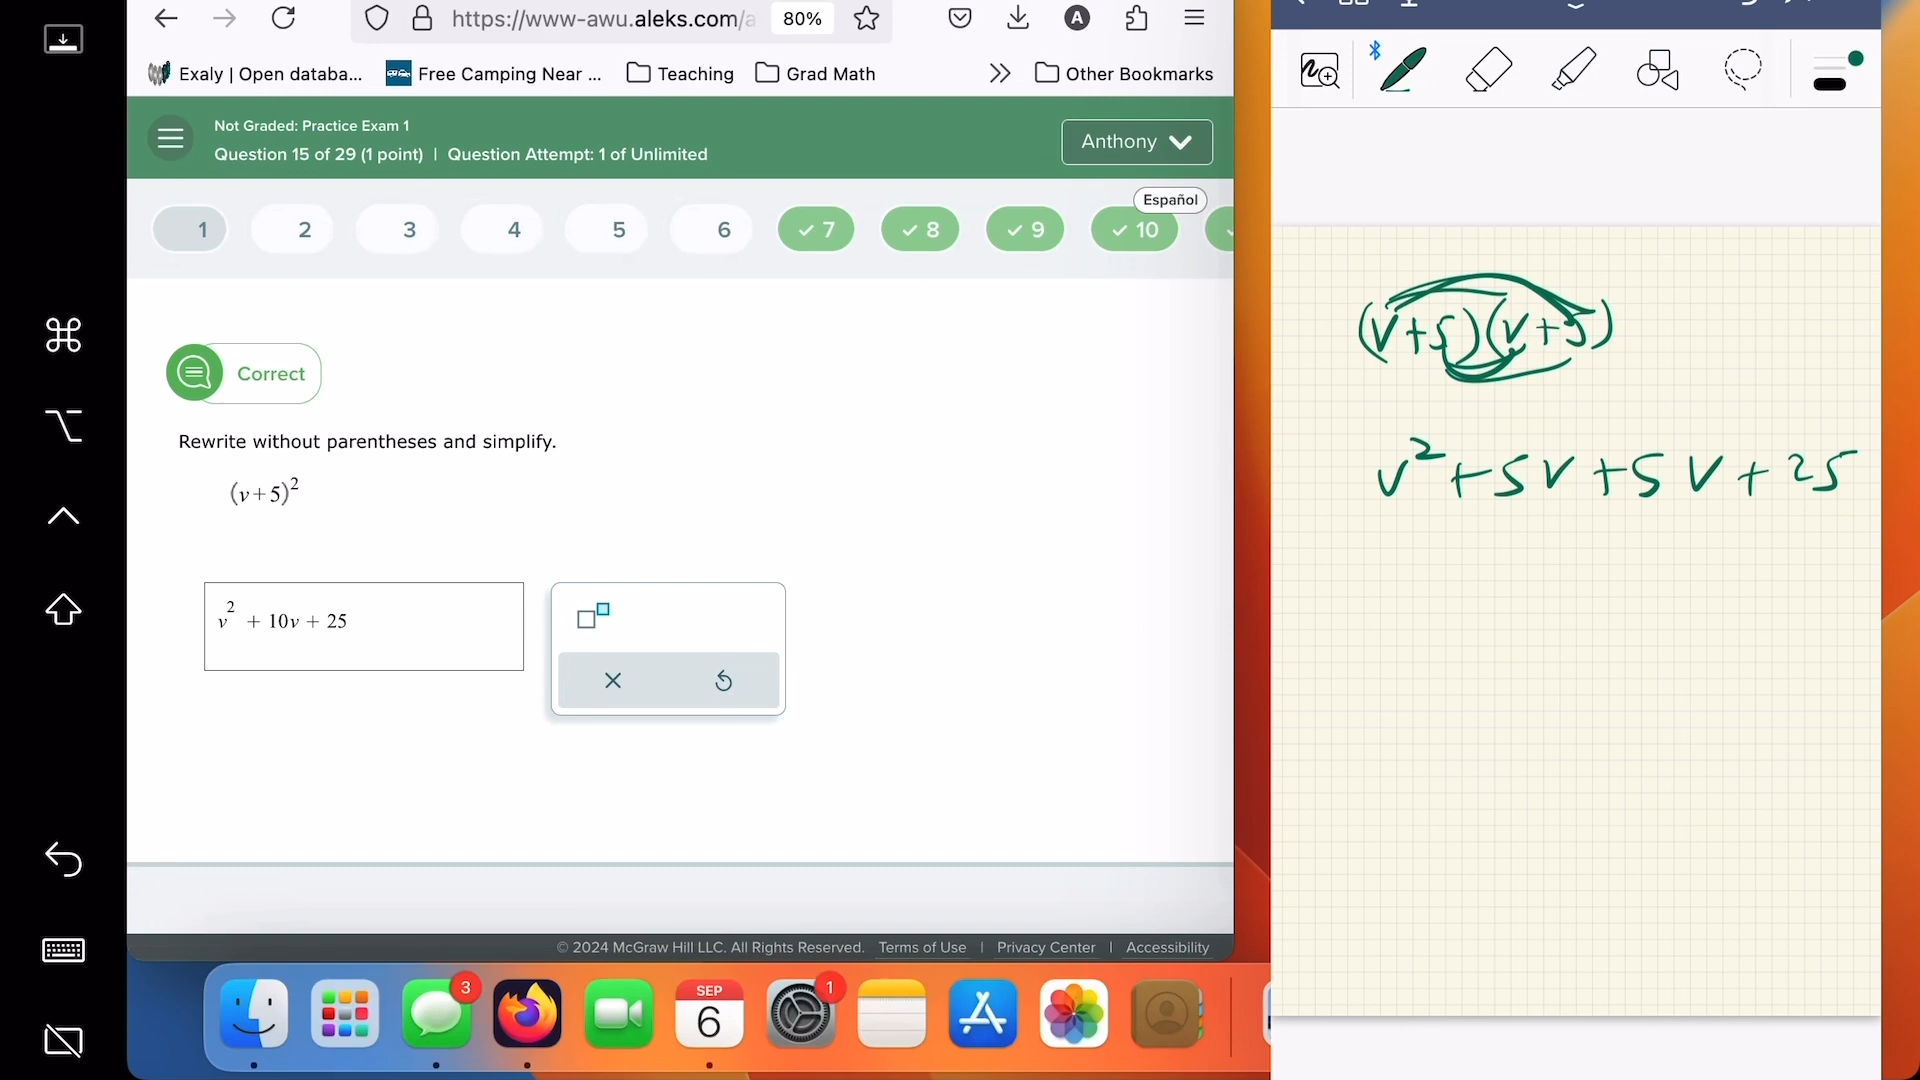 https://www-awu.aleks.com/a
80%
A
Exaly | Open databa...
Free Camping Near ...
Teaching
Grad Math
Other Bookmarks
Not Graded: Practice Exam 1
Question 15 of 29 (1 point) | Question Attempt: 1 of Unlimited
Anthony
Español
1 2 3 4 5 6 7 8 9 10
Correct
Rewrite without parentheses and simplify.
(v+5)²
v² + 10v + 25
© 2024 McGraw Hill LLC. All Rights Reserved. Terms of Use | Privacy Center | Accessibility
3
SEP
6
1
(v+5)(v+5)
v²+5v+5v+25